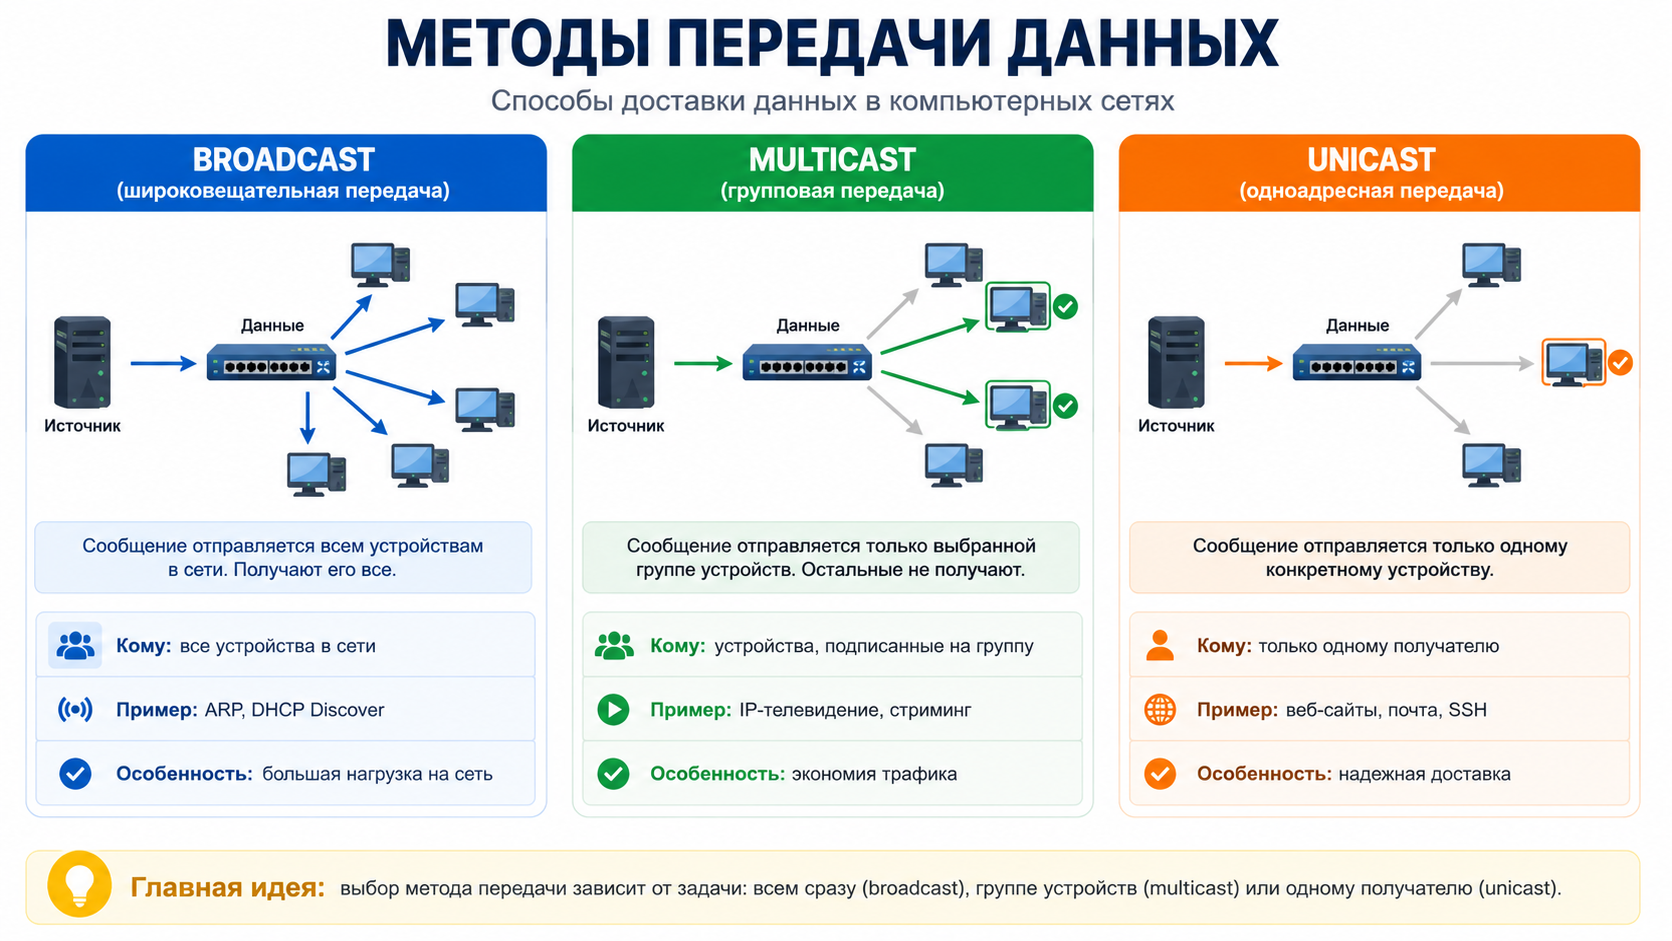 МЕТОДЫ ПЕРЕДАЧИ ДАННЫХ
Способы доставки данных в компьютерных сетях
BROADCAST
(широковещательная передача)
Данные
Источник
Сообщение отправляется всем устройствам
в сети. Получают его все.
Кому: все устройства в сети
Пример: ARP, DHCP Discover
Особенность: большая нагрузка на сеть
MULTICAST
(групповая передача)
Данные
Источник
Сообщение отправляется только выбранной
группе устройств. Остальные не получают.
Кому: устройства, подписанные на группу
Пример: IP-телевидение, стриминг
Особенность: экономия трафика
UNICAST
(одноадресная передача)
Данные
Источник
Сообщение отправляется только одному
конкретному устройству.
Кому: только одному получателю
Пример: веб-сайты, почта, SSH
Особенность: надежная доставка
Главная идея: выбор метода передачи зависит от задачи: всем сразу (broadcast), группе устройств (multicast) или одному получателю (unicast).